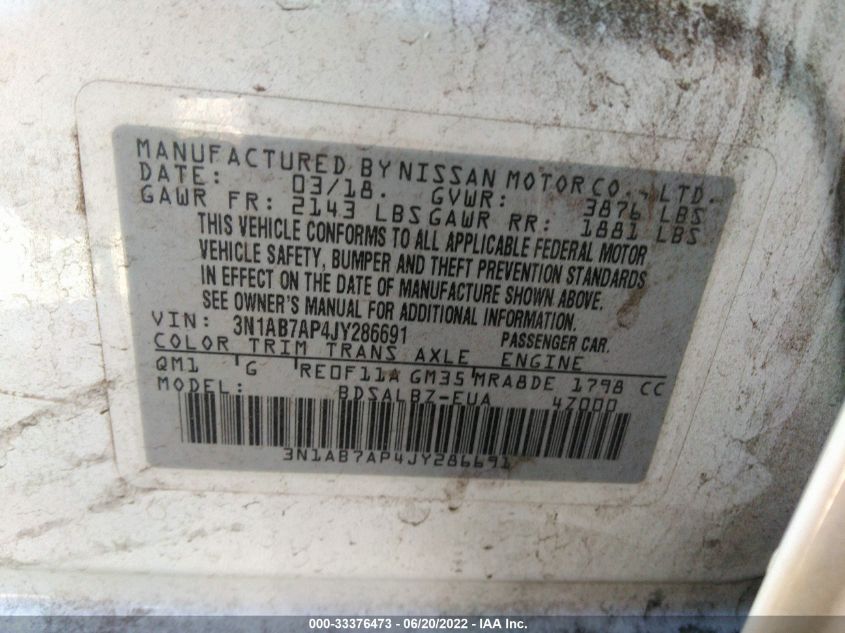 MANUFACTURED BY NISSAN MOTOR CO., LTD.
DATE: 03/18. GVWR: 3876 LBS
GAWR FR: 2143 LBS GAWR RR: 1881 LBS
THIS VEHICLE CONFORMS TO ALL APPLICABLE FEDERAL MOTOR
VEHICLE SAFETY, BUMPER AND THEFT PREVENTION STANDARDS
IN EFFECT ON THE DATE OF MANUFACTURE SHOWN ABOVE.
SEE OWNER'S MANUAL FOR ADDITIONAL INFORMATION.
VIN: 3N1AB7AP4JY286691 PASSENGER CAR.
COLOR TRIM TRANS AXLE ENGINE
QM1 G RE0F11A GM35 MRA8DE 1798 CC
MODEL: BDSALBZ-EUA 47000
3N1AB7AP4JY286691
000-33376473 - 06/20/2022 - IAA Inc.